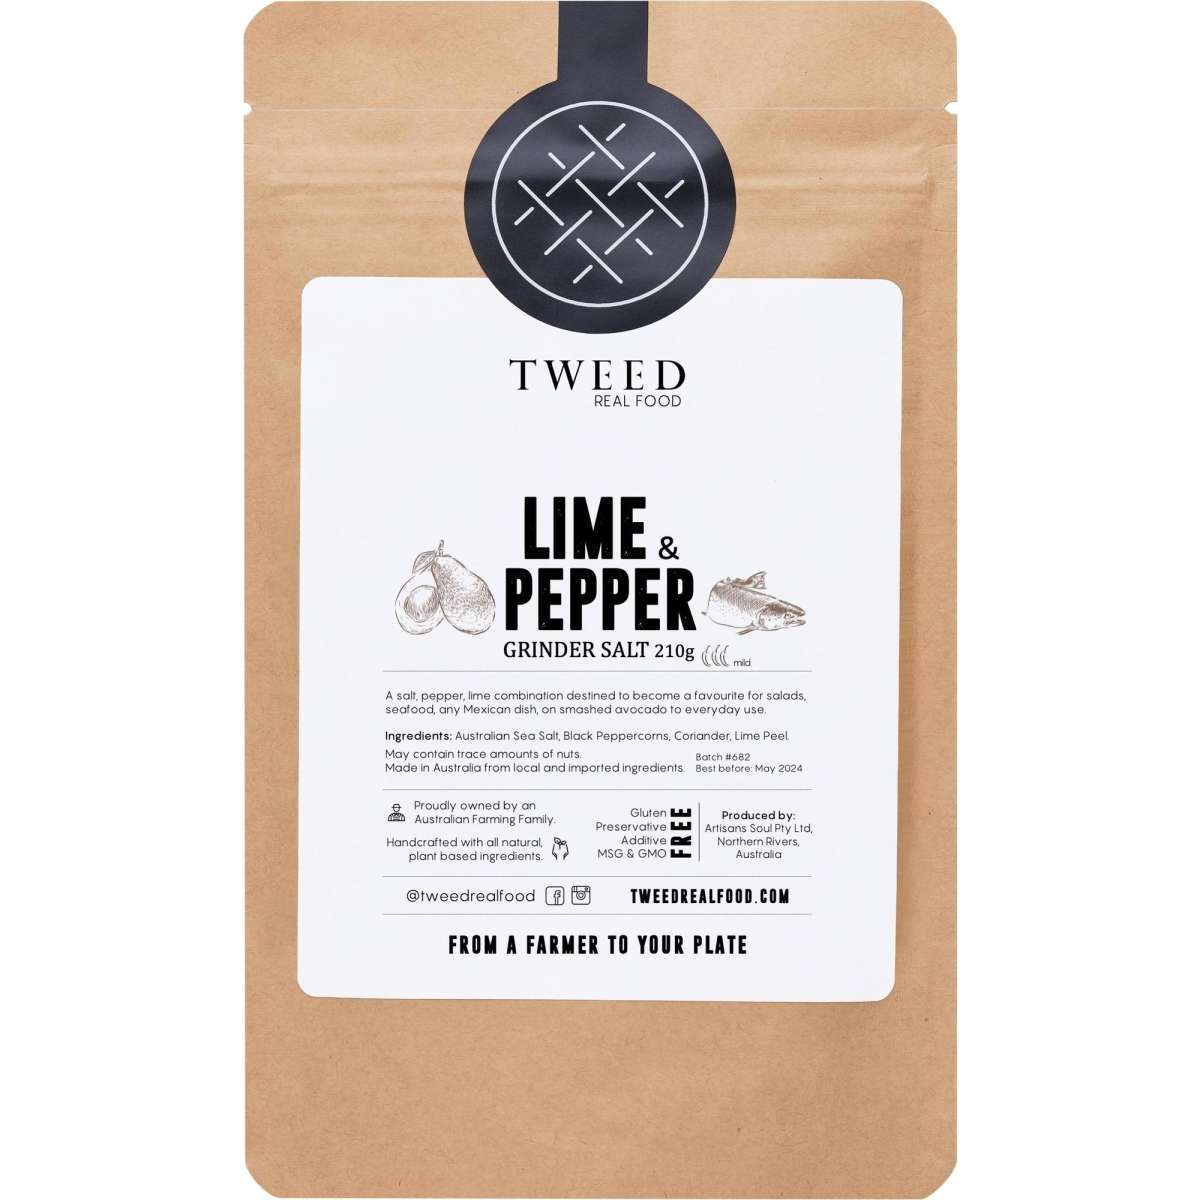 TWEED
REAL FOOD
LIME &
PEPPER
GRINDER SALT 210g
mild
A salt, pepper, lime combination destined to become a favourite for salads,
seafood, any Mexican dish, on smashed avocado to everyday use.
Ingredients: Australian Sea Salt, Black Peppercorns, Coriander, Lime Peel.
May contain trace amounts of nuts.
Made in Australia from local and imported ingredients.
Batch #682
Best before: May 2024
Proudly owned by an
Australian Farming Family.
Handcrafted with all natural,
plant based ingredients.
Gluten
Preservative
Additive
MSG & GMO
FREE
Produced by:
Artisans Soul Pty Ltd,
Northern Rivers,
Australia
@tweedrealfood
TWEEDREALFOOD.COM
FROM A FARMER TO YOUR PLATE